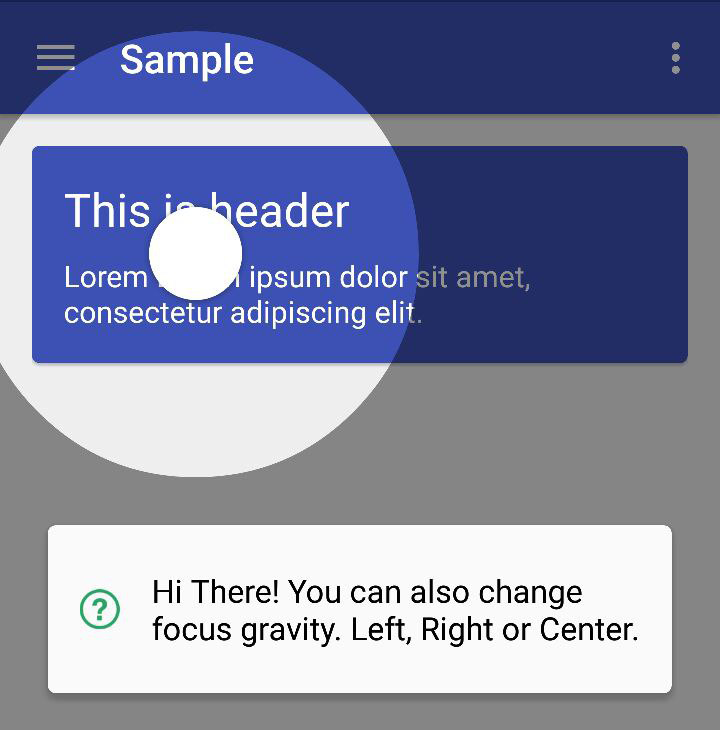 Sample
This is header
Lorem ipsum dolor sit amet,
consectetur adipiscing elit.
?
Hi There! You can also change
focus gravity. Left, Right or Center.